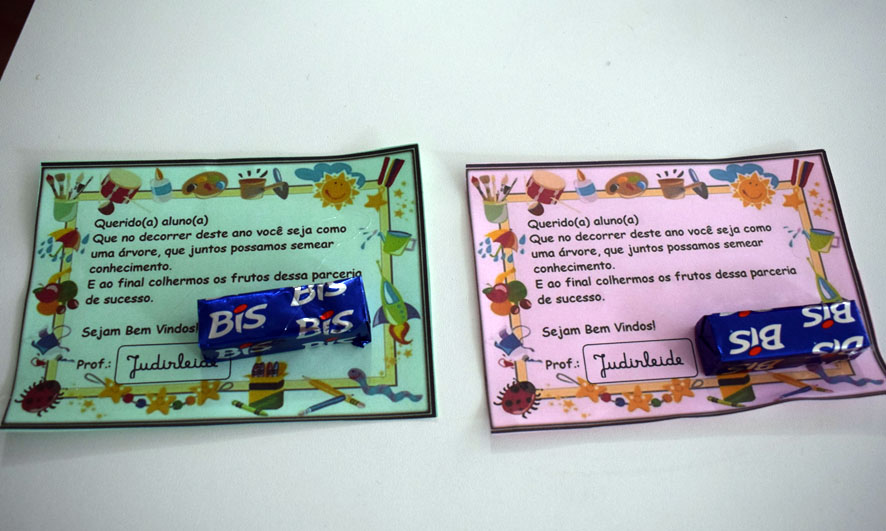 Querido(a) aluno(a)
Que no decorrer deste ano você seja como
uma árvore, que juntos possamos semear
conhecimento.
E ao final colhermos os frutos dessa parceria
de sucesso.
Sejam Bem Vindos!
Prof.: Judirleide
BIS
BIS
BIS
BIS
Querido(a) aluno(a)
Que no decorrer deste ano você seja como
uma árvore, que juntos possamos semear
conhecimento.
E ao final colhermos os frutos dessa parceria
de sucesso.
Sejam Bem Vindos!
Prof.: Judirleide
BIS
BIS
BIS
BIS